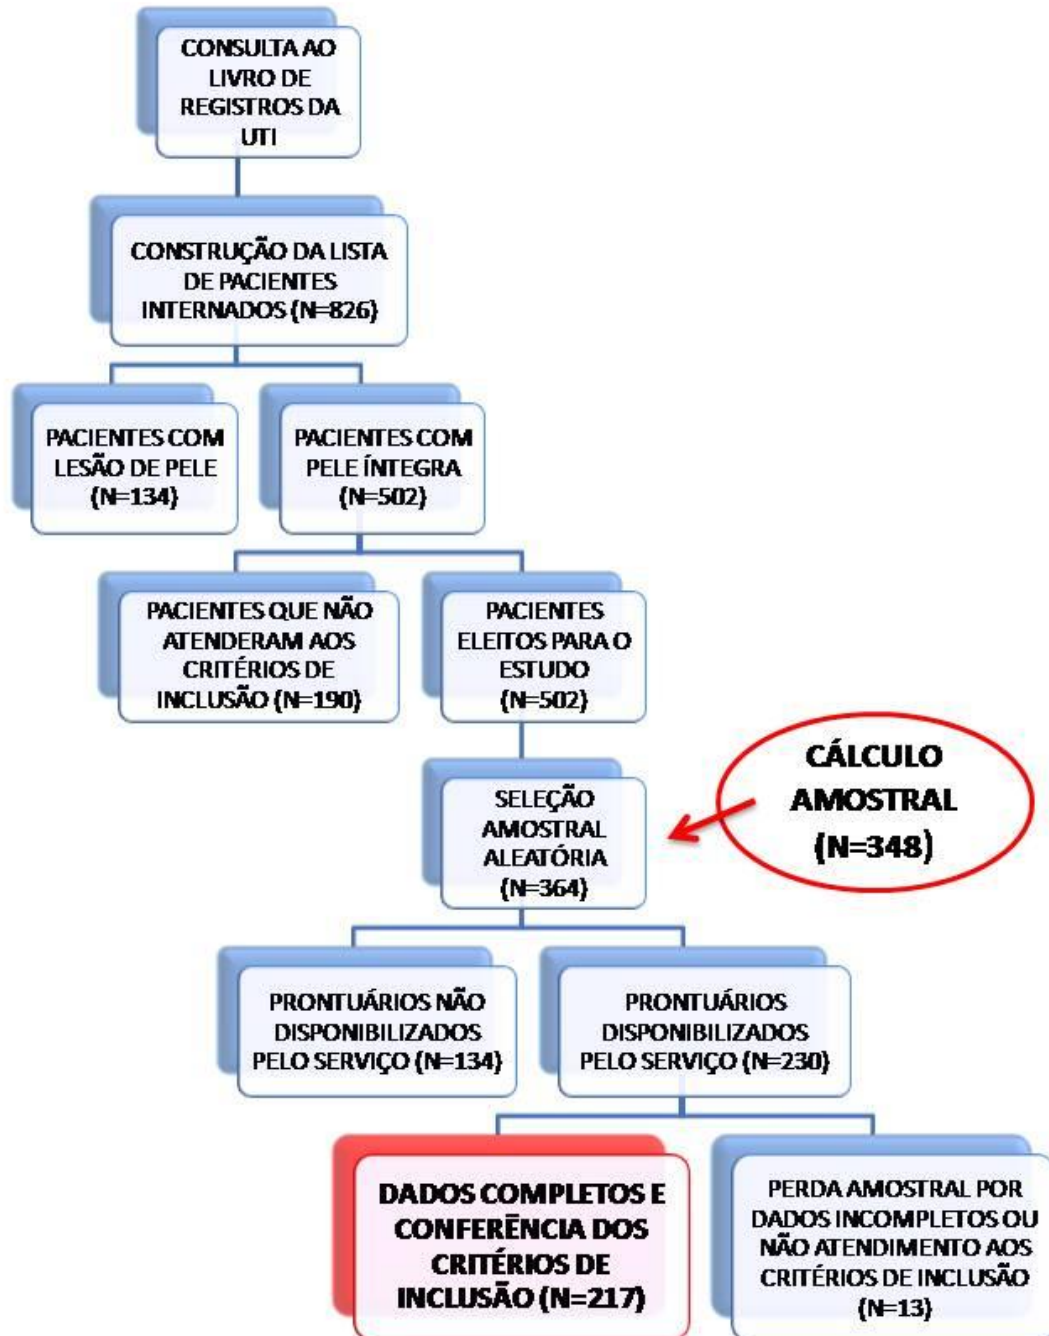 CONSULTA AO
LIVRO DE
REGISTROS DA
UTI
CONSTRUÇÃO DA LISTA
DE PACIENTES
INTERNADOS (N=826)
PACIENTES COM
LESÃO DE PELE
(N=134)
PACIENTES COM
PELE ÍNTEGRA
(N=502)
PACIENTES QUE NÃO
ATENDERAM AOS
CRITÉRIOS DE
INCLUSÃO (N=190)
PACIENTES
ELEITOS PARA O
ESTUDO
(N=502)
CÁLCULO
AMOSTRAL
(N=348)
SELEÇÃO
AMOSTRAL
ALEATÓRIA
(N=364)
PRONTUÁRIOS NÃO
DISPONIBILIZADOS
PELO SERVIÇO (N=134)
PRONTUÁRIOS
DISPONIBILIZADOS
PELO SERVIÇO (N=230)
DADOS COMPLETOS E
CONFERÊNCIA DOS
CRITÉRIOS DE
INCLUSÃO (N=217)
PERDA AMOSTRAL POR
DADOS INCOMPLETOS OU
NÃO ATENDIMENTO AOS
CRITÉRIOS DE INCLUSÃO
(N=13)